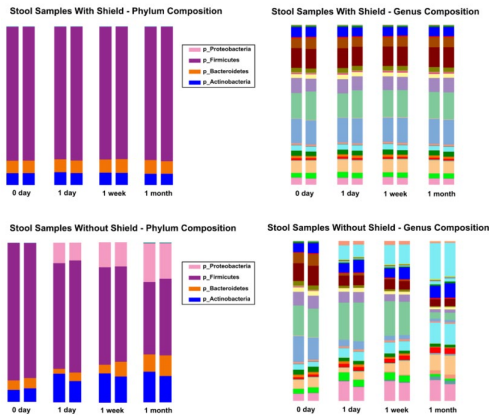 Stool Samples With Shield - Phylum Composition
p_Proteobacteria
p_Firmicutes
p_Bacteroidetes
p_Actinobacteria
0 day 1 day 1 week 1 month
Stool Samples With Shield - Genus Composition
0 day 1 day 1 week 1 month
Stool Samples Without Shield - Phylum Composition
p_Proteobacteria
p_Firmicutes
p_Bacteroidetes
p_Actinobacteria
0 day 1 day 1 week 1 month
Stool Samples Without Shield - Genus Composition
0 day 1 day 1 week 1 month